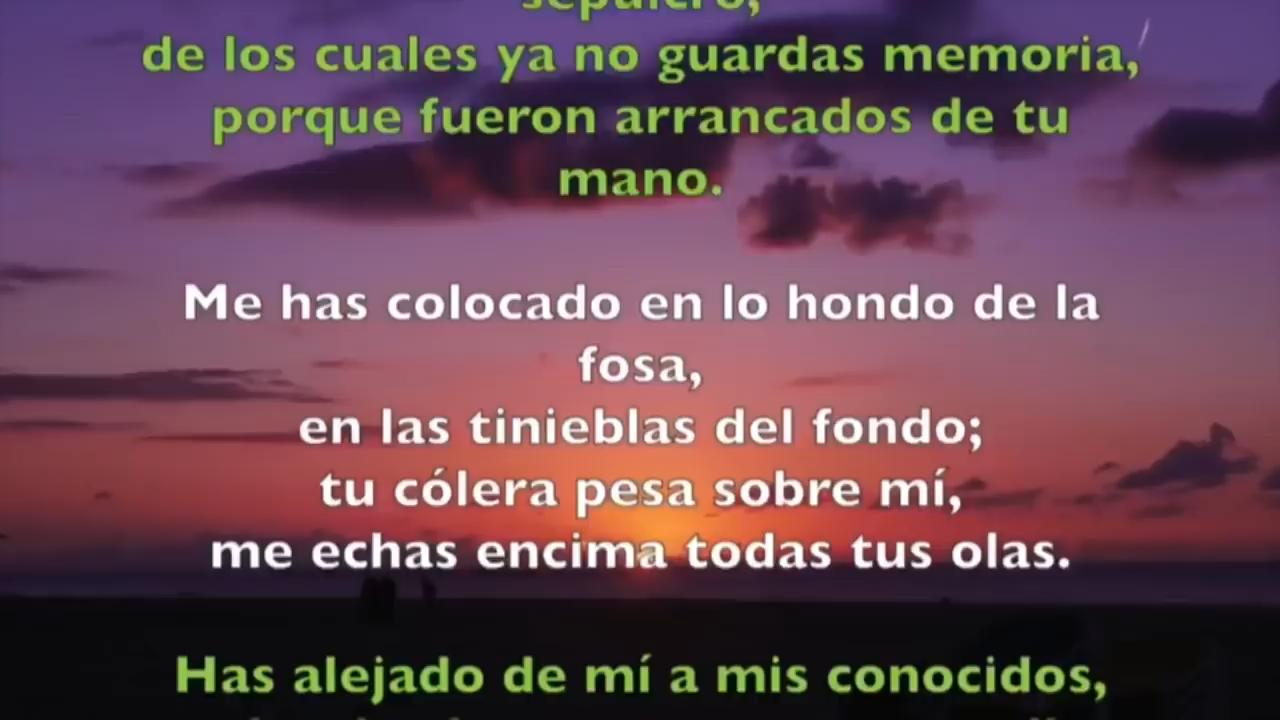 sepulcro,
de los cuales ya no guardas memoria,
porque fueron arrancados de tu
mano.
Me has colocado en lo hondo de la
fosa,
en las tinieblas del fondo;
tu cólera pesa sobre mí,
me echas encima todas tus olas.
Has alejado de mí a mis conocidos,